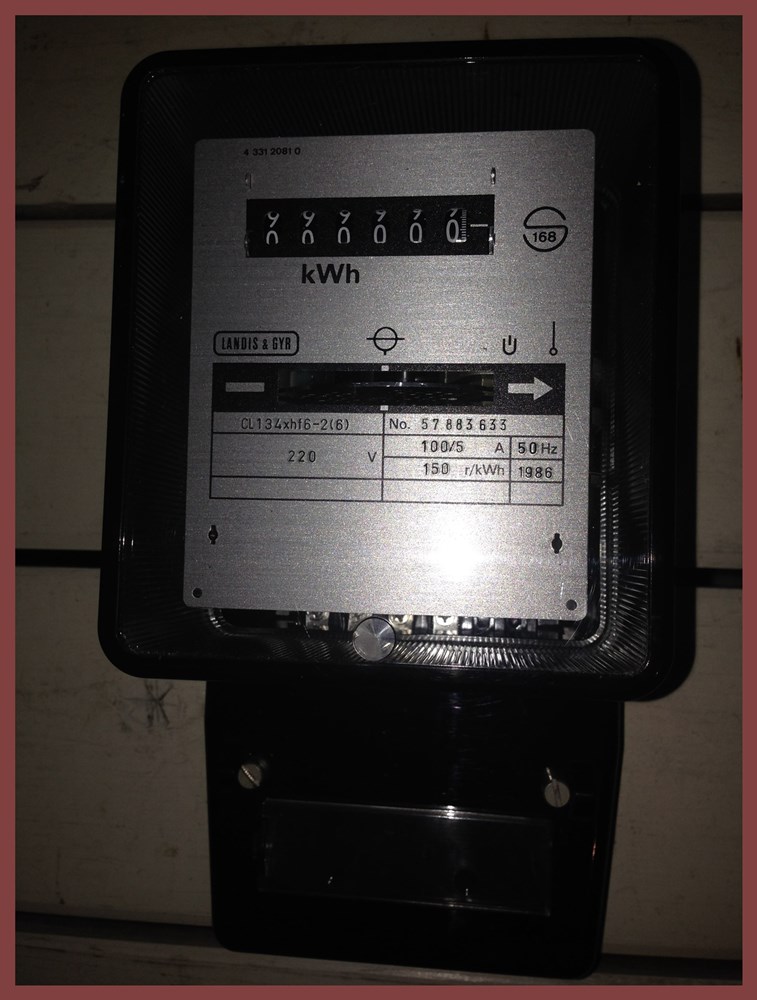 4 331 2081 0
168
kWh
LANDIS & GYR
CL134xhf6-2(6)
No. 57 883 633
220 V
100/5 A
50 Hz
150 r/kWh
1986